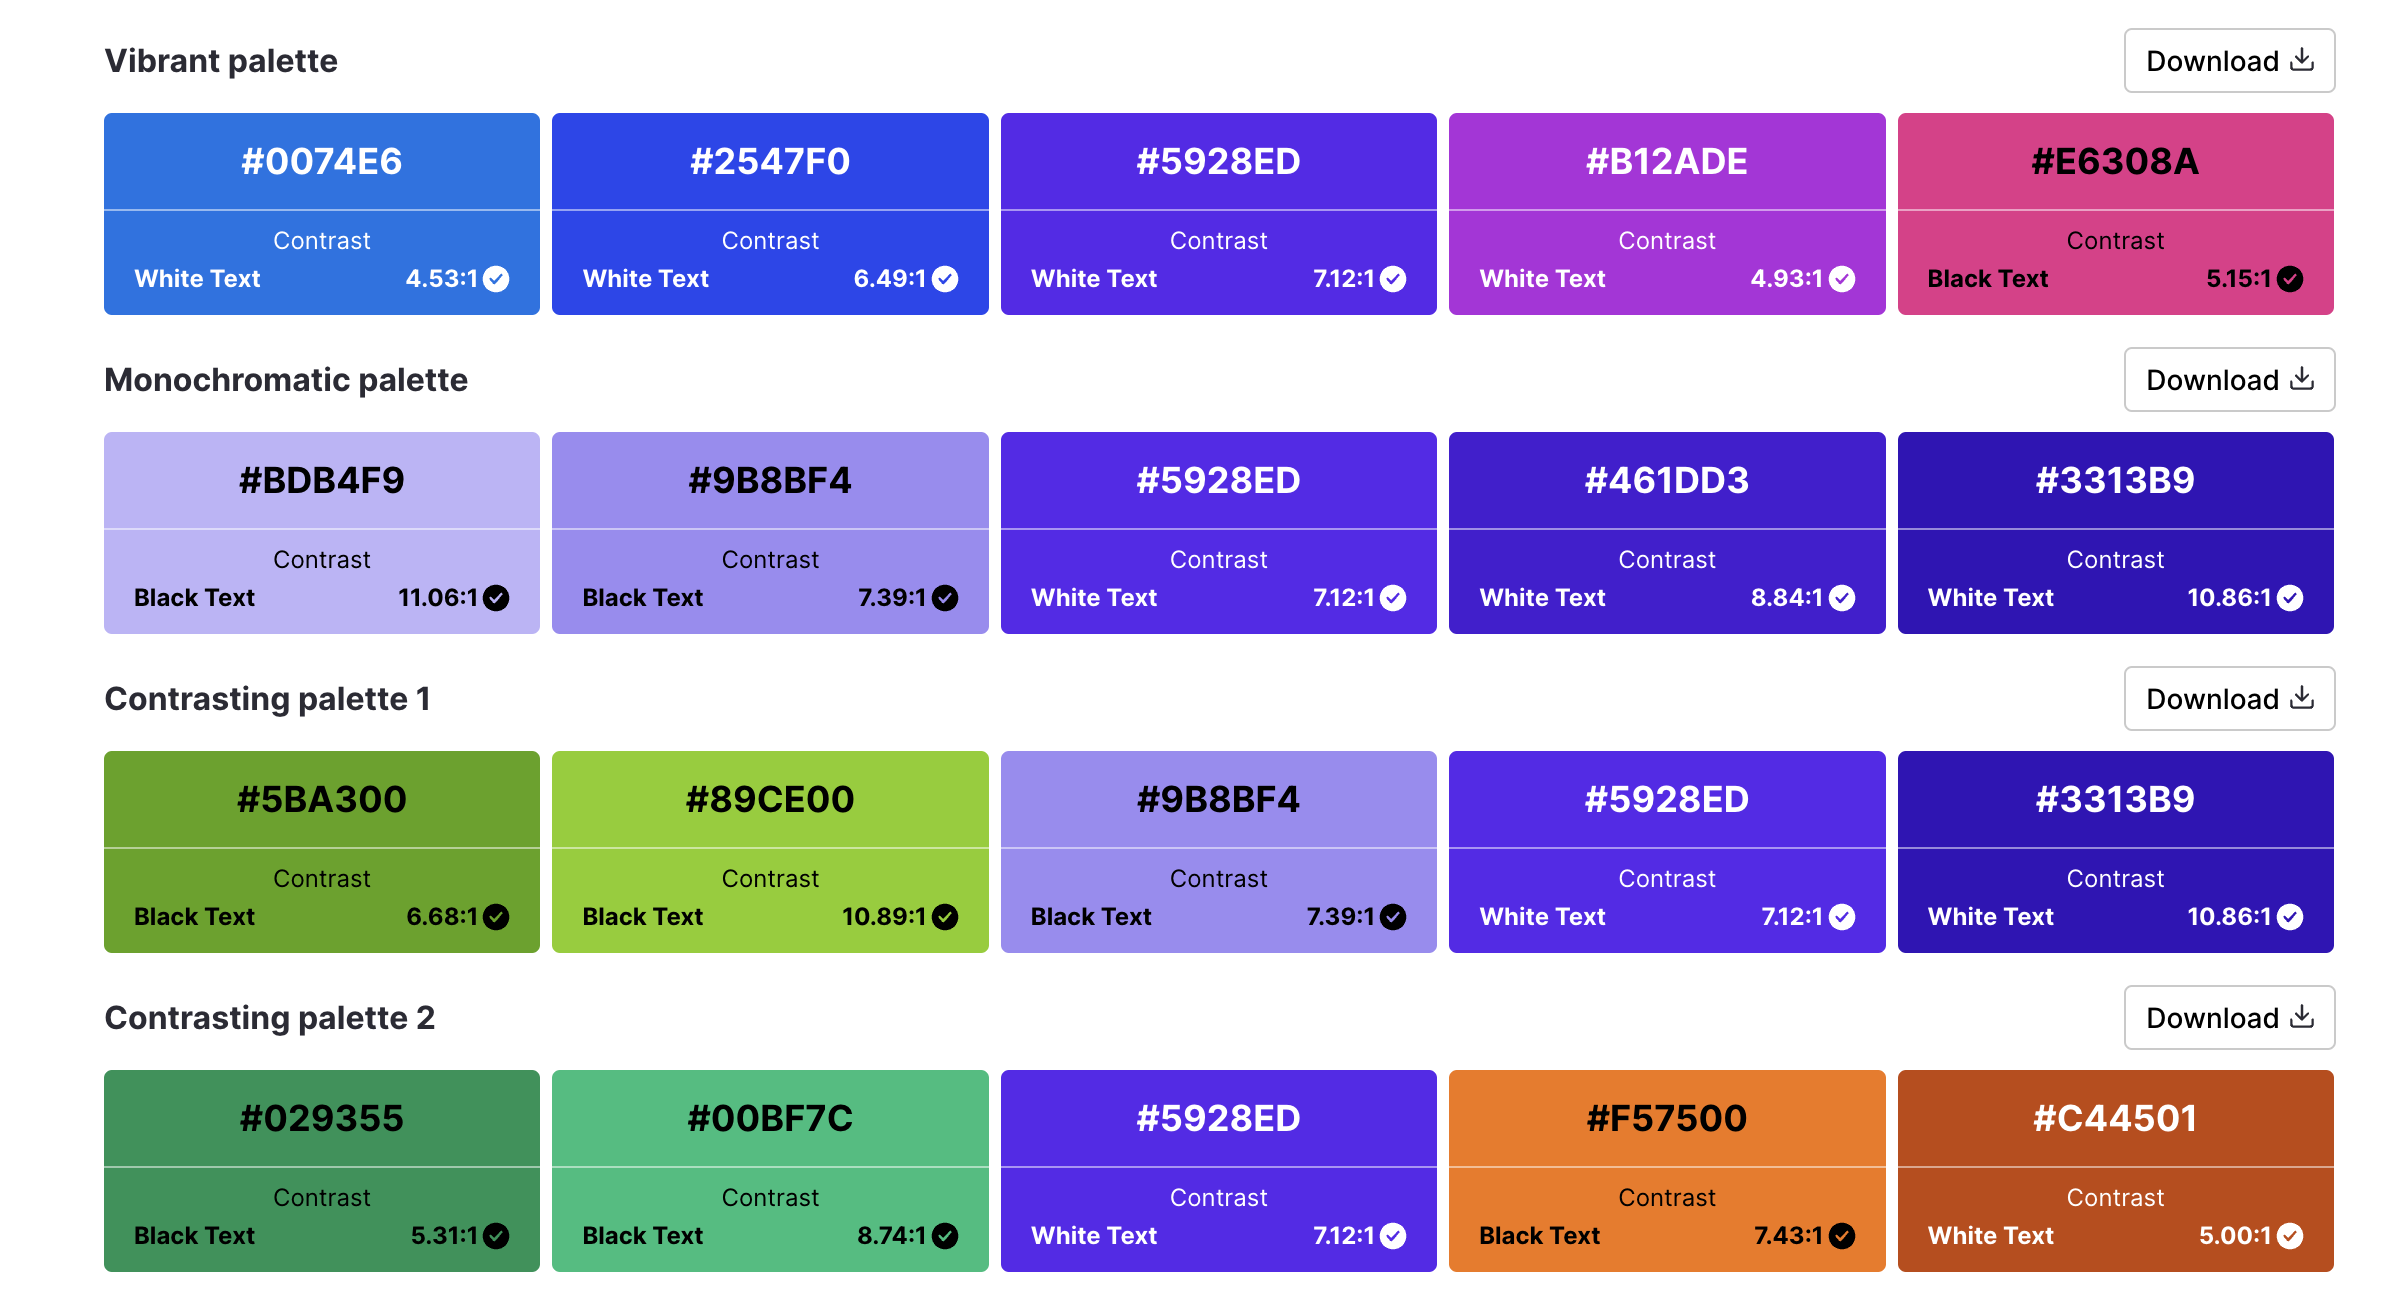 Vibrant palette
Download
#0074E6 #2547F0 #5928ED #B12ADE #E6308A
Contrast Contrast Contrast Contrast Contrast
White Text 4.53:1 White Text 6.49:1 White Text 7.12:1 White Text 4.93:1 Black Text 5.15:1
Monochromatic palette
Download
#BDB4F9 #9B8BF4 #5928ED #461DD3 #3313B9
Contrast Contrast Contrast Contrast Contrast
Black Text 11.06:1 Black Text 7.39:1 White Text 7.12:1 White Text 8.84:1 White Text 10.86:1
Contrasting palette 1
Download
#5BA300 #89CE00 #9B8BF4 #5928ED #3313B9
Contrast Contrast Contrast Contrast Contrast
Black Text 6.68:1 Black Text 10.89:1 Black Text 7.39:1 White Text 7.12:1 White Text 10.86:1
Contrasting palette 2
Download
#029355 #00BF7C #5928ED #F57500 #C44501
Contrast Contrast Contrast Contrast Contrast
Black Text 5.31:1 Black Text 8.74:1 White Text 7.12:1 Black Text 7.43:1 White Text 5.00:1